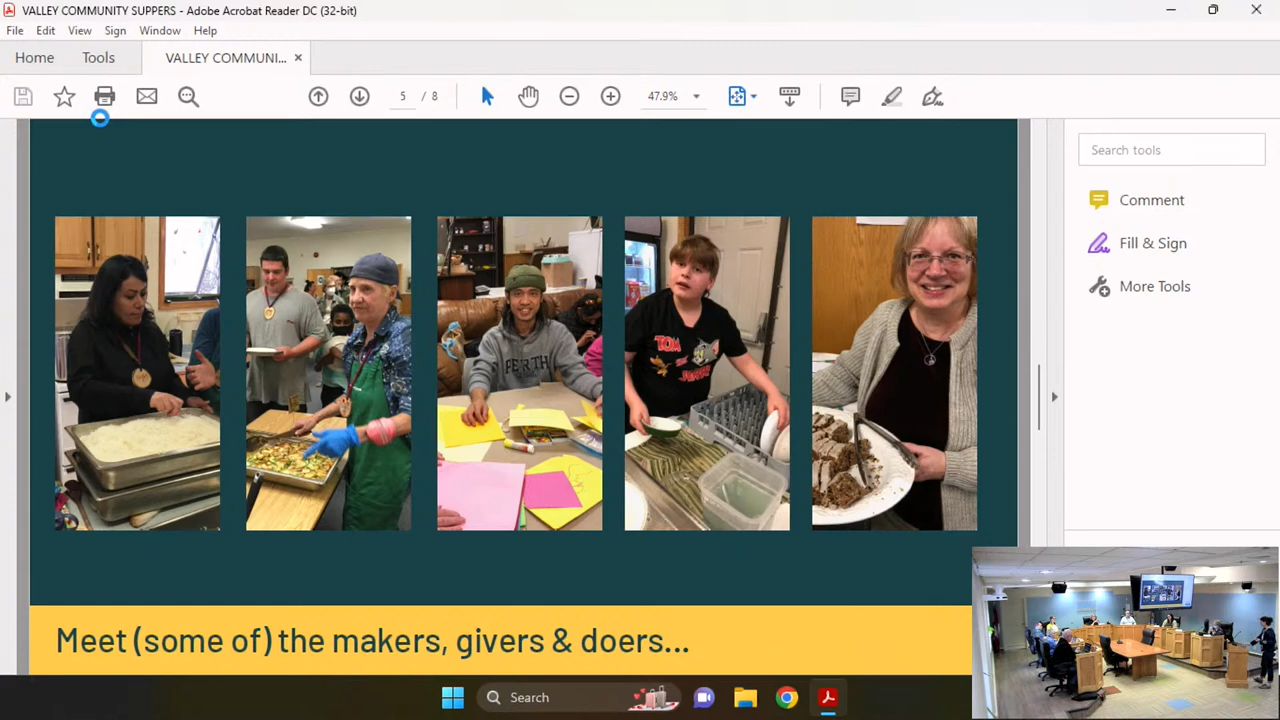 VALLEY COMMUNITY SUPPERS - Adobe Acrobat Reader DC (32-bit)
File Edit View Sign Window Help
Home Tools VALLEY COMMUNI...
5 / 8 47.9%
Search tools
Comment
Fill & Sign
More Tools
PERTH
TOM
JERRY
Meet (some of) the makers, givers & doers...
Search